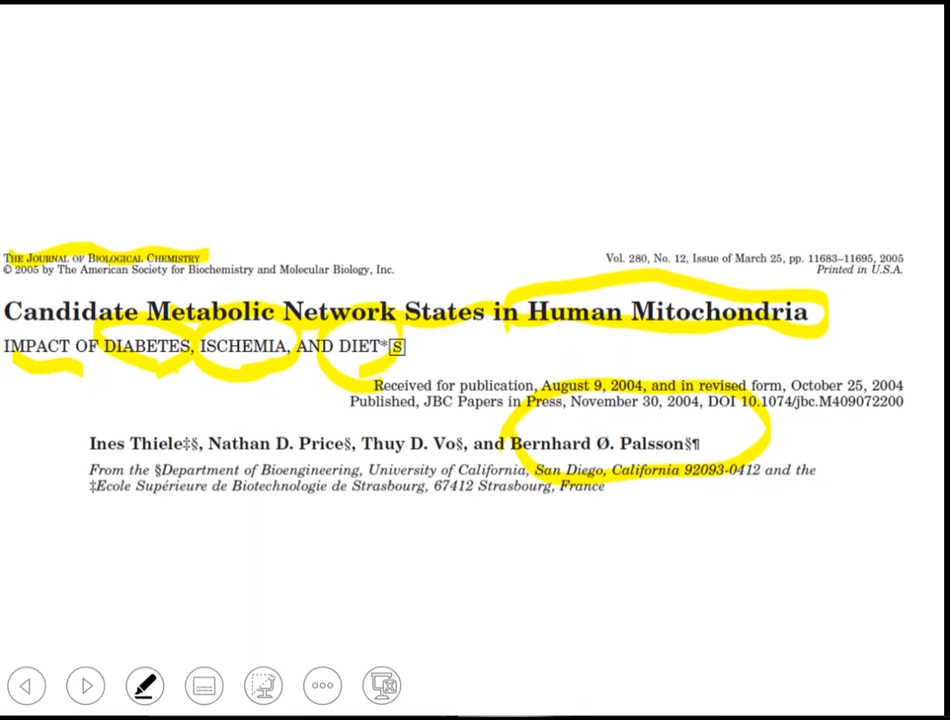 THE JOURNAL OF BIOLOGICAL CHEMISTRY
© 2005 by The American Society for Biochemistry and Molecular Biology, Inc.
Vol. 280, No. 12, Issue of March 25, pp. 11683–11695, 2005
Printed in U.S.A.
Candidate Metabolic Network States in Human Mitochondria
IMPACT OF DIABETES, ISCHEMIA, AND DIET*S
Received for publication, August 9, 2004, and in revised form, October 25, 2004
Published, JBC Papers in Press, November 30, 2004, DOI 10.1074/jbc.M409072200
Ines Thiele‡§, Nathan D. Price§, Thuy D. Vo§, and Bernhard Ø. Palsson§¶
From the §Department of Bioengineering, University of California, San Diego, California 92093-0412 and the
‡Ecole Supérieure de Biotechnologie de Strasbourg, 67412 Strasbourg, France